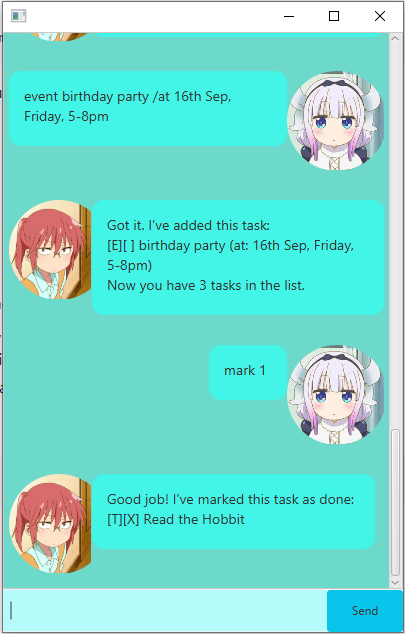 event birthday party /at 16th Sep,
Friday, 5-8pm
Got it. I've added this task:
[E][ ] birthday party (at: 16th Sep, Friday,
5-8pm)
Now you have 3 tasks in the list.
mark 1
Good job! I've marked this task as done:
[T][X] Read the Hobbit
Send